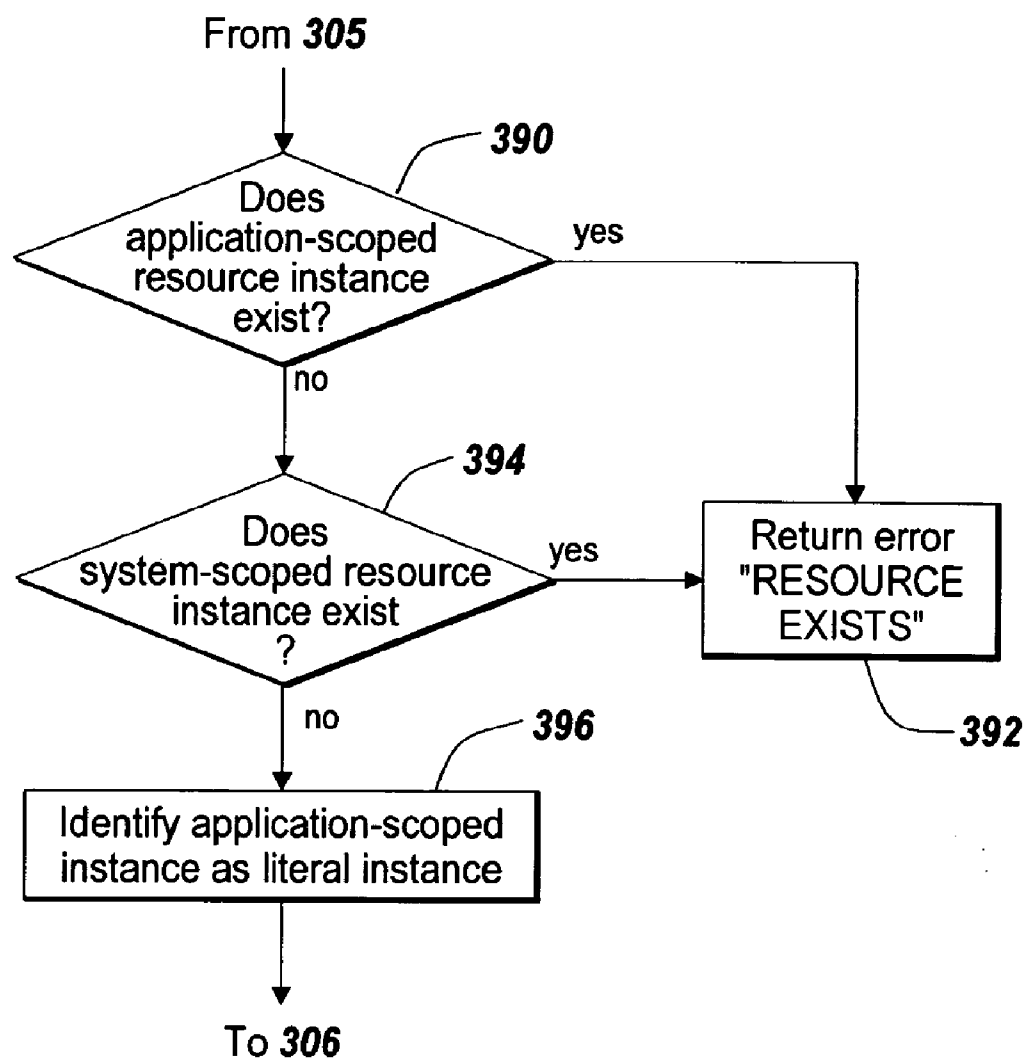 From 305
390
Does
application-scoped
resource instance
exist?
yes
no
394
Does
system-scoped resource
instance exist
?
yes
Return error
"RESOURCE
EXISTS"
392
no
396
Identify application-scoped
instance as literal instance
To 306